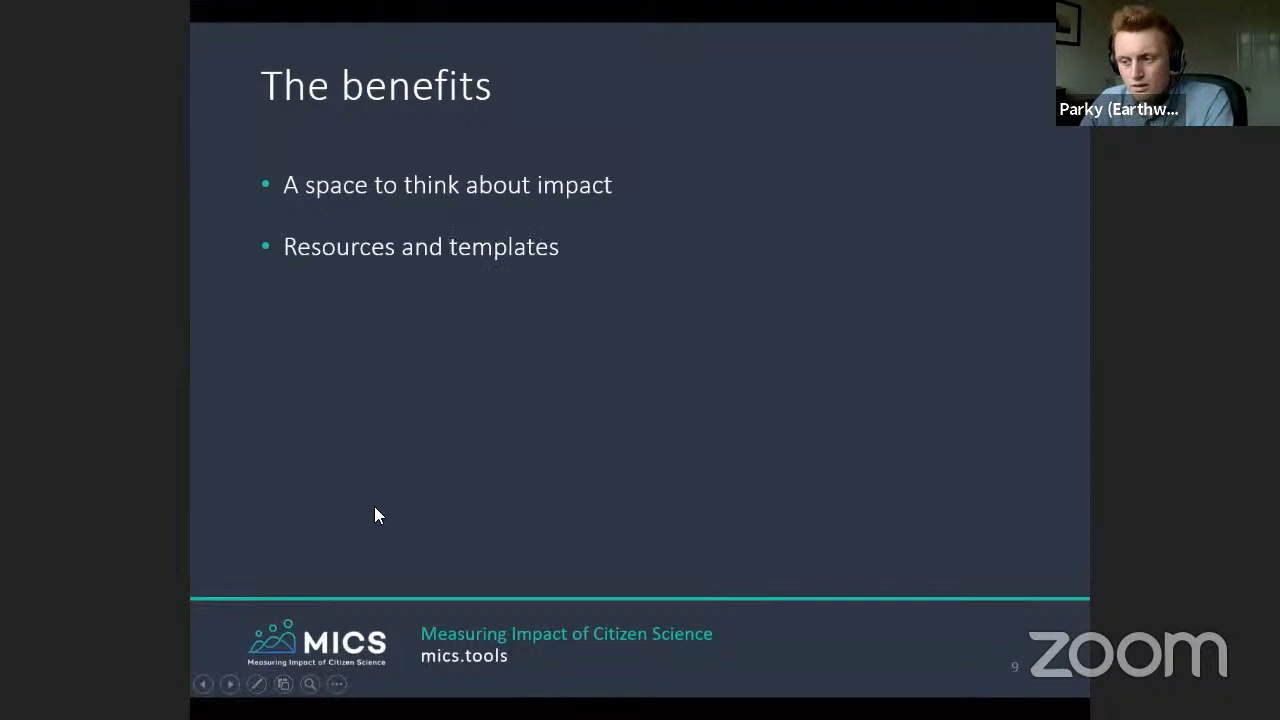 The benefits
Parky (Earthw...
• A space to think about impact
• Resources and templates
MICS
Measuring Impact of Citizen Science
Measuring Impact of Citizen Science
mics.tools
9
zoom